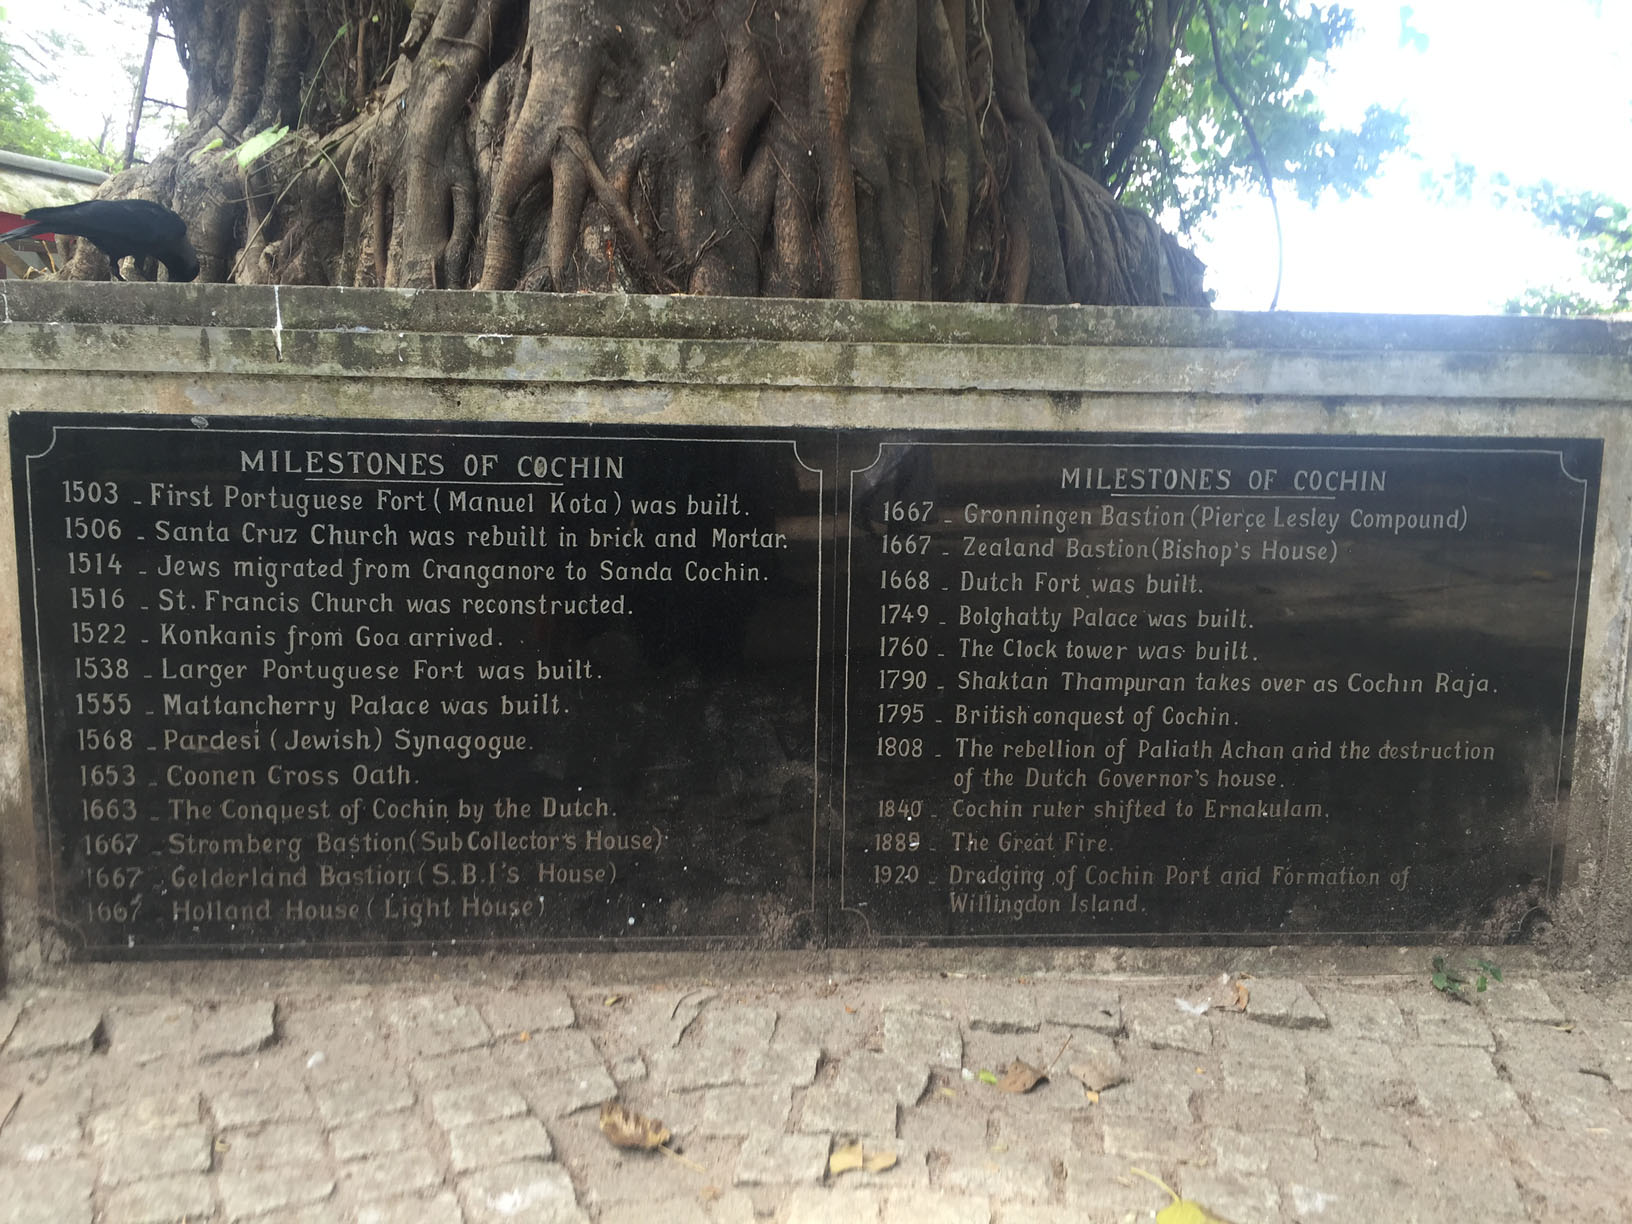 MILESTONES OF COCHIN
1503 - First Portuguese Fort (Manuel Kota) was built.
1506 - Santa Cruz Church was rebuilt in brick and Mortar.
1514 - Jews migrated from Cranganore to Sanda Cochin.
1516 - St. Francis Church was reconstructed.
1522 - Konkanis from Goa arrived.
1538 - Larger Portuguese Fort was built.
1555 - Mattancherry Palace was built.
1568 - Pardesi (Jewish) Synagogue.
1653 - Coonen Cross Oath.
1663 - The Conquest of Cochin by the Dutch.
1667 - Stromberg Bastion (Sub Collector's House)
1667 - Gelderland Bastion (S.B.I's House)
1667 - Holland House (Light House)
MILESTONES OF COCHIN
1667 - Gronningen Bastion (Pierce Lesley Compound)
1667 - Zealand Bastion (Bishop's House)
1668 - Dutch Fort was built.
1749 - Bolghatty Palace was built.
1760 - The Clock tower was built.
1790 - Shaktan Thampuran takes over as Cochin Raja.
1795 - British conquest of Cochin.
1808 - The rebellion of Paliath Achan and the destruction
of the Dutch Governor's house.
1840 - Cochin ruler shifted to Ernakulam.
1889 - The Great Fire.
1920 - Dredging of Cochin Port and Formation of
Willingdon Island.